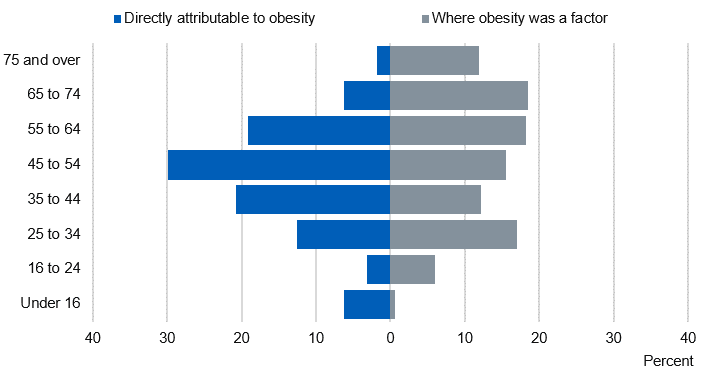 Directly attributable to obesity Where obesity was a factor
75 and over
65 to 74
55 to 64
45 to 54
35 to 44
25 to 34
16 to 24
Under 16
40 30 20 10 0 10 20 30 40
Percent